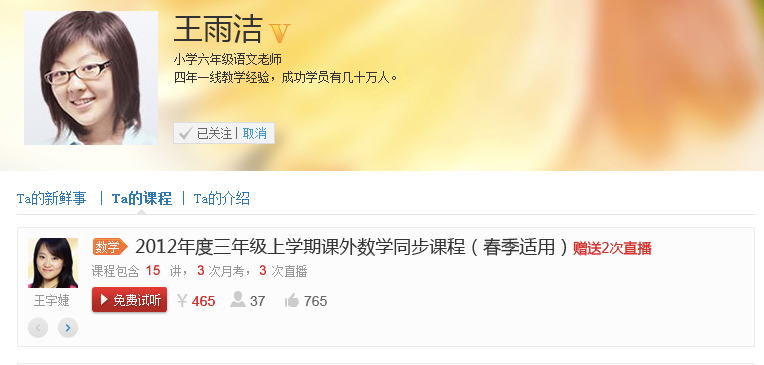 王雨洁
小学六年级语文老师
四年一线教学经验，成功学员有几十万人。
已关注 | 取消
Ta的新鲜事 | Ta的课程 | Ta的介绍
数学 2012年度三年级上学期课外数学同步课程（春季适用）赠送2次直播
课程包含 15 讲，3 次月考，3 次直播
王宇婕
免费试听 ¥ 465 37 765